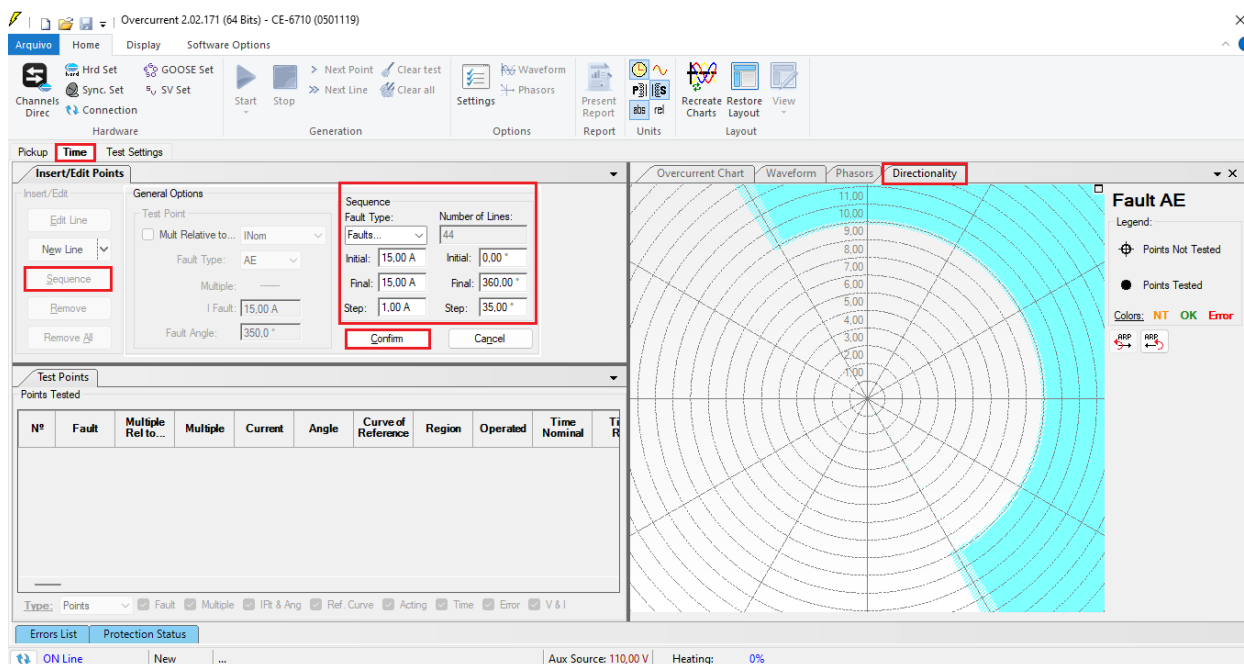 Overcurrent 2.02.171 (64 Bits) - CE-6710 (0501119)
Arquivo Home Display Software Options
Channels Direc
Hrd Set
Sync. Set
Connection
GOOSE Set
SV Set
Hardware
Start Stop
> Next Point
>> Next Line
Clear test
Clear all
Generation
Settings
Waveform
Phasors
Options
Present Report
Report
abs rel
Units
Recreate Charts
Restore Layout
View
Layout
Pickup Time Test Settings
Insert/Edit Points
Insert/Edit
Edit Line
New Line
Sequence
Remove
Remove All
General Options
Test Point
Mult Relative to... INom
Fault Type: AE
Multiple: -----
I Fault: 15,00 A
Fault Angle: 350,0 °
Sequence
Fault Type: Number of Lines:
Faults... 44
Initial: 15,00 A Initial: 0,00 °
Final: 15,00 A Final: 360,00 °
Step: 1,00 A Step: 35,00 °
Confirm Cancel
Test Points
Points Tested
Nº Fault Multiple Rel to... Multiple Current Angle Curve of Reference Region Operated Time Nominal
Type: Points Fault Multiple IFlt & Ang Ref. Curve Acting Time Error V & I
Overcurrent Chart Waveform Phasors Directionality
11,00
10,00
9,00
8,00
7,00
6,00
5,00
4,00
3,00
2,00
1,00
Fault AE
Legend:
Points Not Tested
Points Tested
Colors: NT OK Error
ARP ARP
Errors List Protection Status
ON Line New ... Aux Source: 110,00 V Heating: 0%